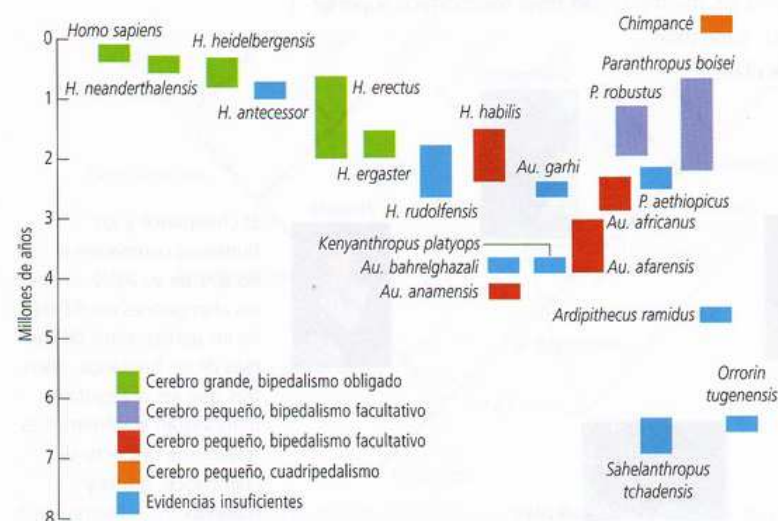 Homo sapiens
H. heidelbergensis
Chimpancé
H. neanderthalensis
H. antecessor
H. erectus
Paranthropus boisei
P. robustus
H. habilis
H. ergaster
Au. garhi
H. rudolfensis
P. aethiopicus
Au. africanus
Kenyanthropus platyops
Au. bahrelghazali
Au. afarensis
Au. anamensis
Ardipithecus ramidus
Orrorin
tugenensis
Sahelanthropus
tchadensis
Millones de años
0
1
2
3
4
5
6
7
8
Cerebro grande, bipedalismo obligado
Cerebro pequeño, bipedalismo facultativo
Cerebro pequeño, bipedalismo facultativo
Cerebro pequeño, cuadripedalismo
Evidencias insuficientes